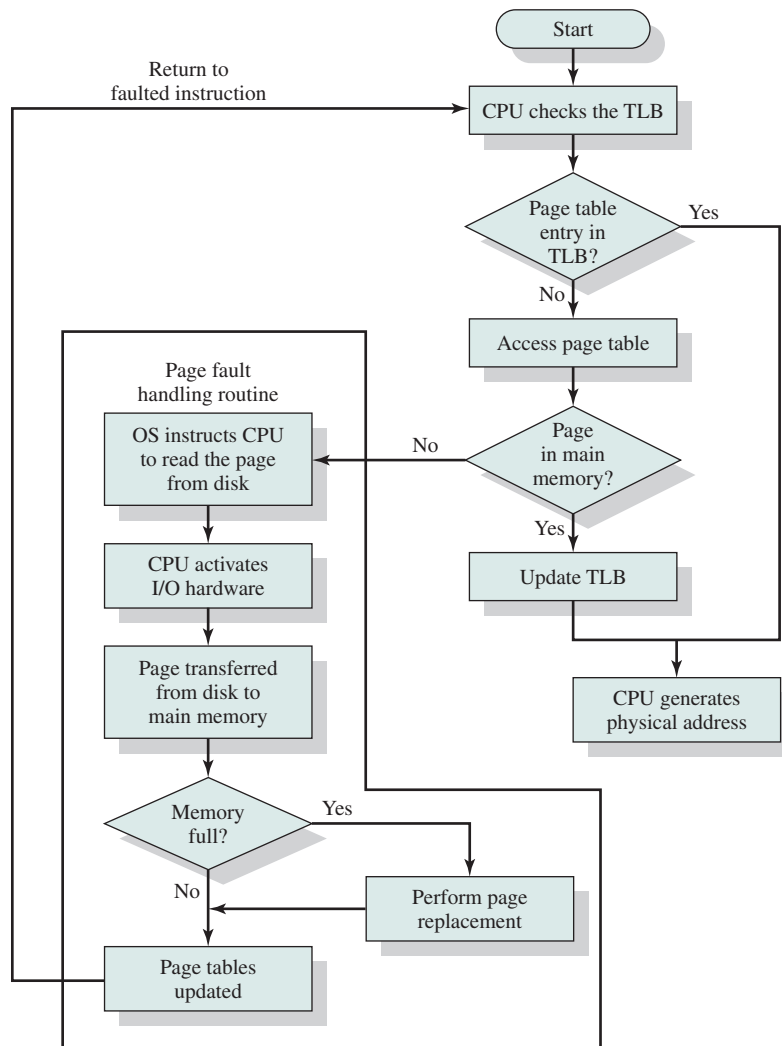 Start
Return to
faulted instruction
CPU checks the TLB
Page table
entry in
TLB?
Yes
No
Access page table
Page fault
handling routine
OS instructs CPU
to read the page
from disk
No
Page
in main
memory?
Yes
CPU activates
I/O hardware
Update TLB
Page transferred
from disk to
main memory
CPU generates
physical address
Memory
full?
Yes
No
Perform page
replacement
Page tables
updated